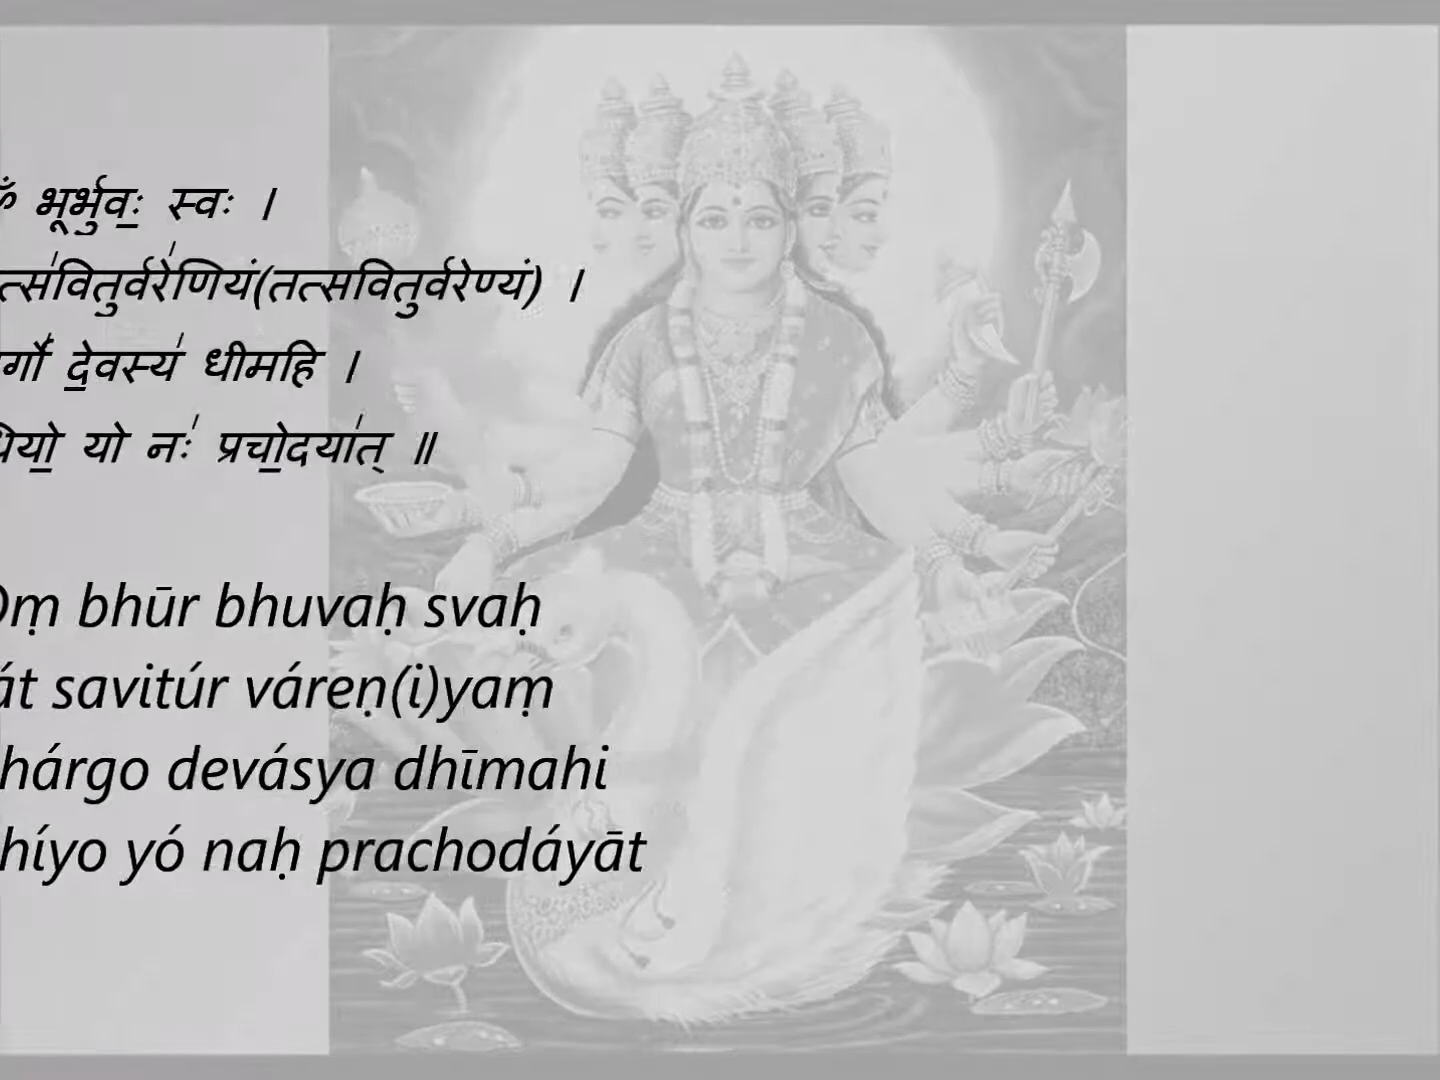 ॐ भूर्भुवः॒ स्वः ।
त्स॑वितुर्वरे॑णियं(तत्सवितुर्वरेण्यं) ।
र्गो॑ दे॒वस्य॑ धीमहि ।
धियो॒ यो नः॑ प्रचो॒दया॑त् ॥
Oṃ bhūr bhuvaḥ svaḥ
át savitúr váreṇ(i)yaṃ
hárgo devásya dhīmahi
híyo yó naḥ prachodáyāt